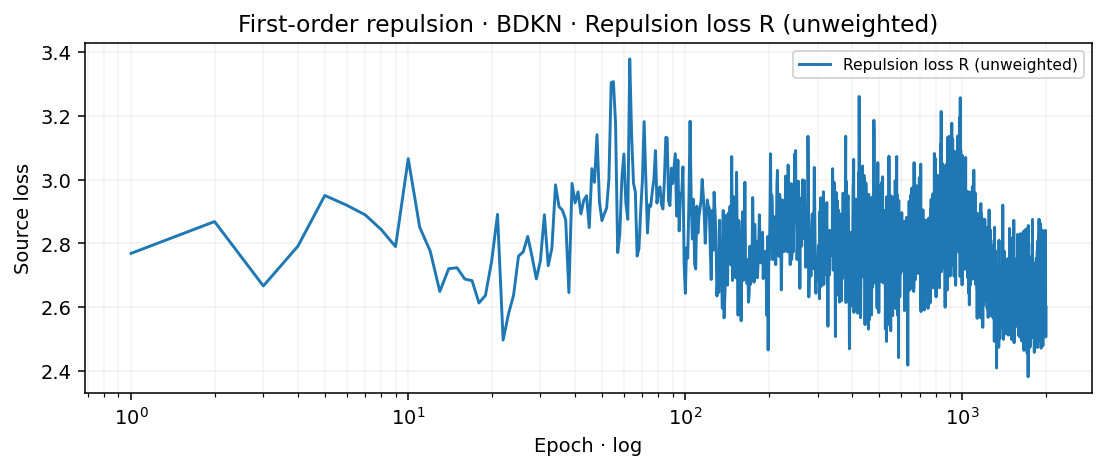 First-order repulsion · BDKN · Repulsion loss R (unweighted)
Repulsion loss R (unweighted)
Source loss
3.4
3.2
3.0
2.8
2.6
2.4
10⁰ 10¹ 10² 10³
Epoch · log